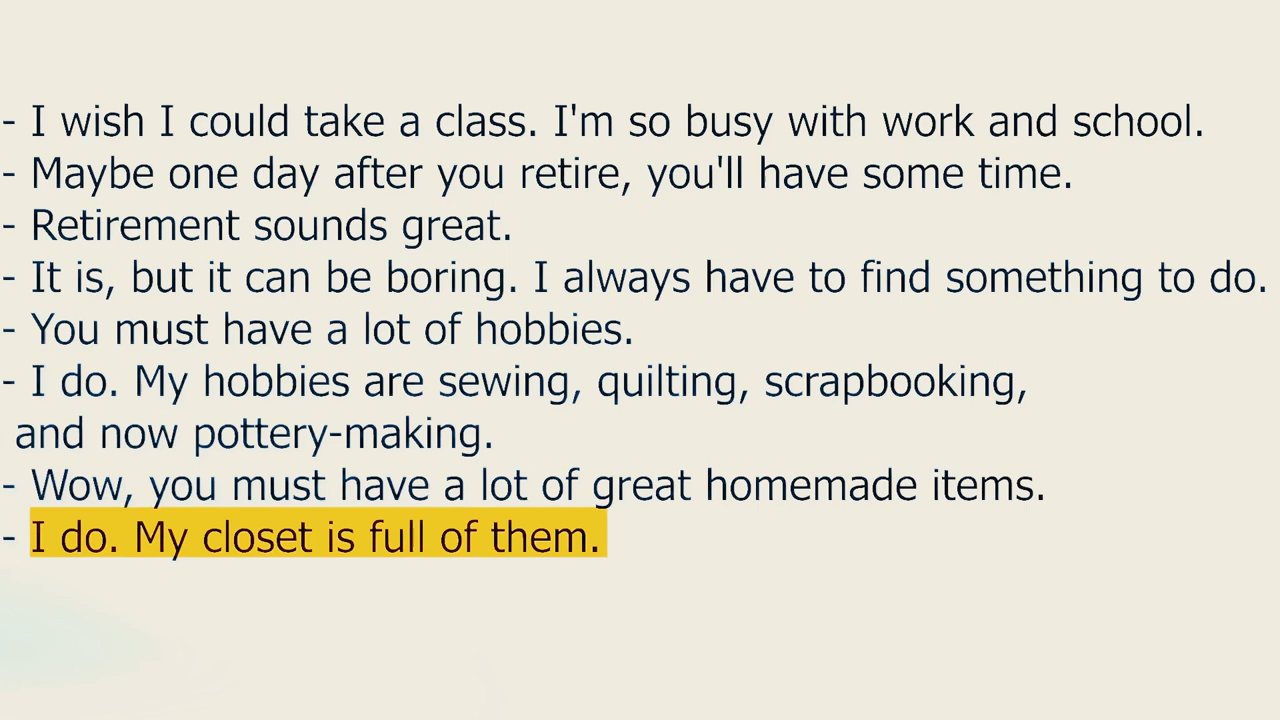 - I wish I could take a class. I'm so busy with work and school.
- Maybe one day after you retire, you'll have some time.
- Retirement sounds great.
- It is, but it can be boring. I always have to find something to do.
- You must have a lot of hobbies.
- I do. My hobbies are sewing, quilting, scrapbooking,
and now pottery-making.
- Wow, you must have a lot of great homemade items.
- I do. My closet is full of them.